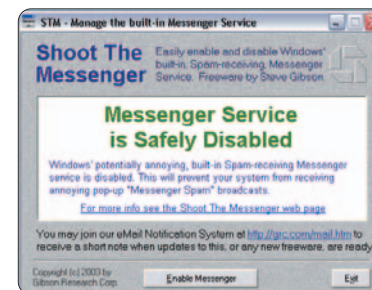 STM - Manage the built-in Messenger Service
Shoot The
Messenger
Easily enable and disable Windows'
built-in, Spam-receiving, Messenger
Service. Freeware by Steve Gibson.
Messenger Service
is Safely Disabled
Windows' potentially annoying, built-in Spam-receiving Messenger
service is disabled. This will prevent your system from receiving
annoying pop-up "Messenger Spam" broadcasts.
For more info see the Shoot The Messenger web page
You may join our eMail Notification System at http://grc.com/mail.htm to
receive a short note when updates to this, or any new freeware, are ready.
Copyright (c) 2003 by
Gibson Research Corp.
Enable Messenger
Exit